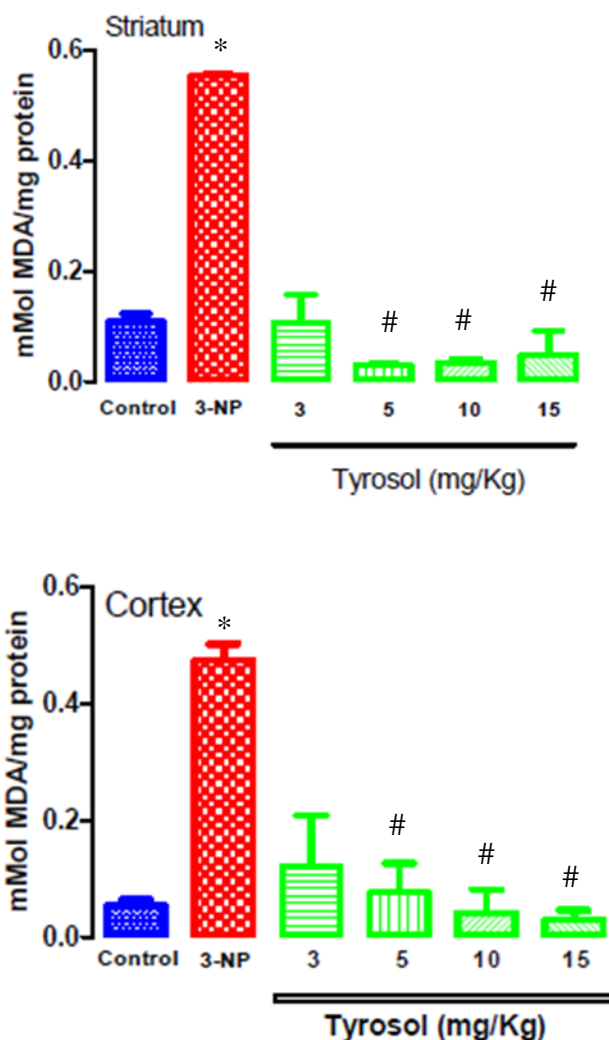 Striatum
*
0.6
0.4
0.2
0.0
mMol MDA/mg protein
# # #
Control 3-NP 3 5 10 15
Tyrosol (mg/Kg)
Cortex
*
0.6
0.4
0.2
0.0
mMol MDA/mg protein
# # #
Control 3-NP 3 5 10 15
Tyrosol (mg/Kg)